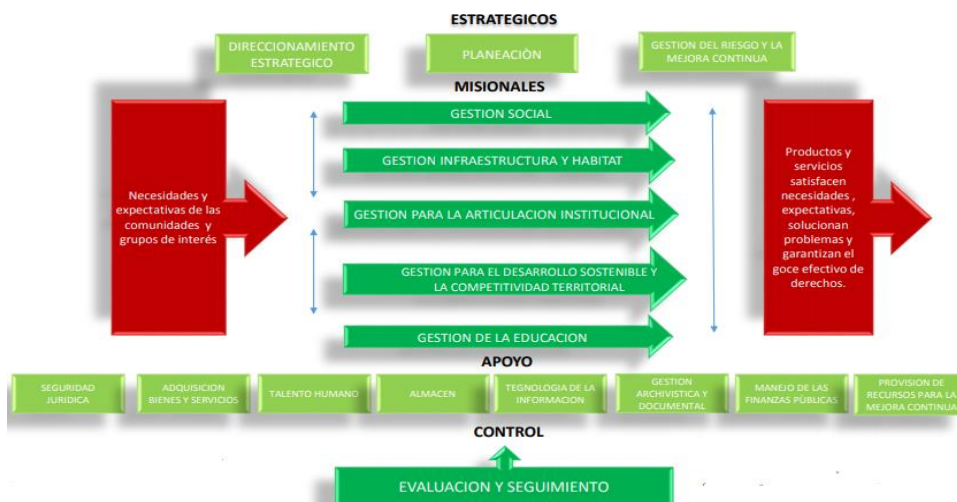 ESTRATEGICOS
DIRECCIONAMIENTO
ESTRATEGICO
PLANEACIÒN
GESTION DEL RIESGO Y LA
MEJORA CONTINUA
MISIONALES
Necesidades y
expectativas de las
comunidades y
grupos de interés
GESTION SOCIAL
GESTION INFRAESTRUCTURA Y HABITAT
GESTION PARA LA ARTICULACION INSTITUCIONAL
GESTION PARA EL DESARROLLO SOSTENIBLE Y
LA COMPETITIVIDAD TERRITORIAL
GESTION DE LA EDUCACION
Productos y
servicios
satisfacen
necesidades ,
expectativas,
solucionan
problemas y
garantizan el
goce efectivo de
derechos.
APOYO
SEGURIDAD
JURIDICA
ADQUISICION
BIENES Y SERVICIOS
TALENTO HUMANO
ALMACEN
TEGNOLOGIA DE LA
INFORMACION
GESTION
ARCHIVISTICA Y
DOCUMENTAL
MANEJO DE LAS
FINANZAS PÙBLICAS
PROVISION DE
RECURSOS PARA LA
MEJORA CONTINUA
CONTROL
EVALUACION Y SEGUIMIENTO